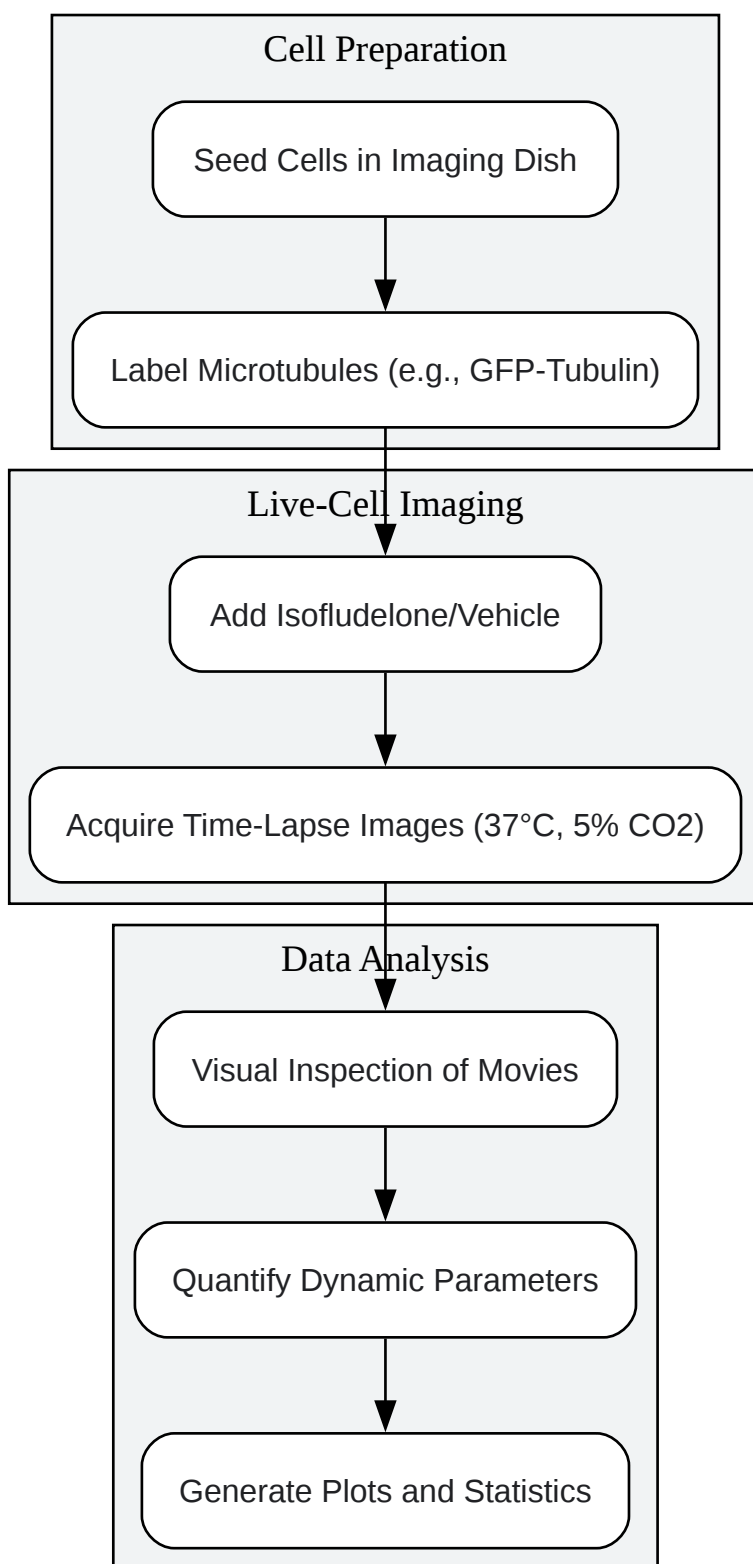 Cell Preparation
Seed Cells in Imaging Dish
Label Microtubules (e.g., GFP-Tubulin)
Live-Cell Imaging
Add Isofludelone/Vehicle
Acquire Time-Lapse Images (37°C, 5% CO2)
Data Analysis
Visual Inspection of Movies
Quantify Dynamic Parameters
Generate Plots and Statistics